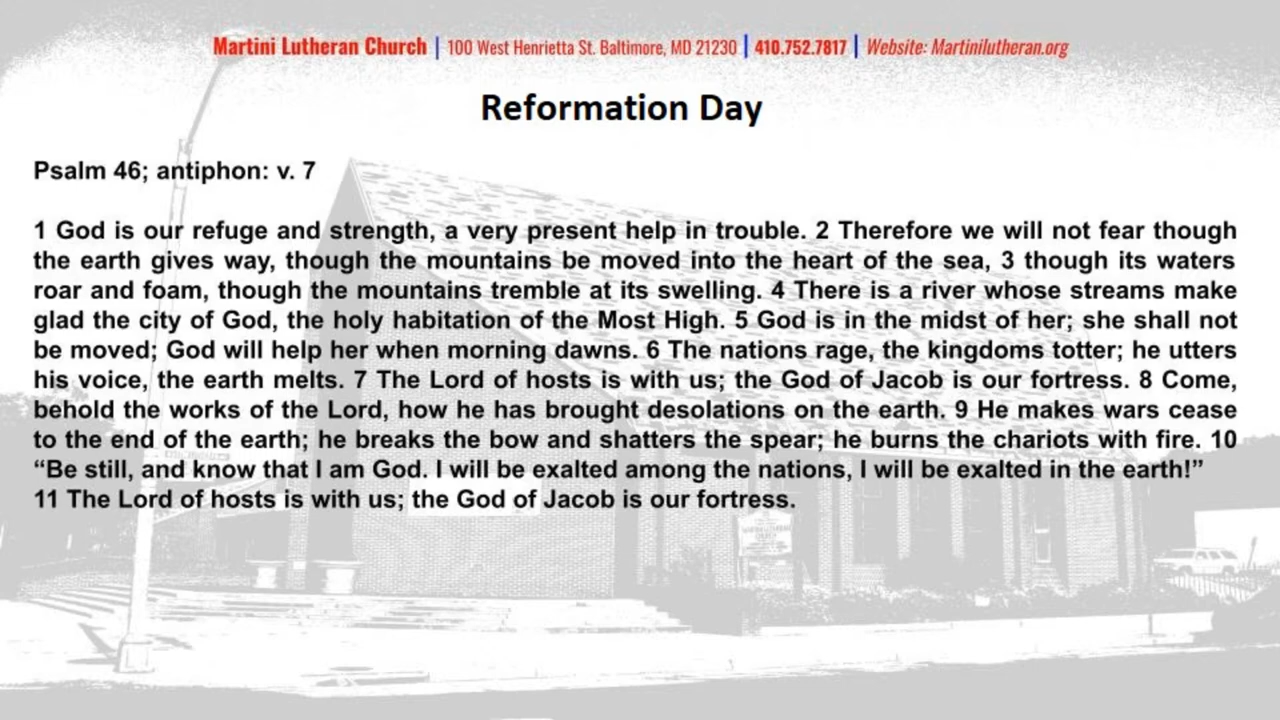 Martini Lutheran Church | 100 West Henrietta St. Baltimore, MD 21230 | 410.752.7817 | Website: Martinilutheran.org
Reformation Day
Psalm 46; antiphon: v. 7
1 God is our refuge and strength, a very present help in trouble. 2 Therefore we will not fear though
the earth gives way, though the mountains be moved into the heart of the sea, 3 though its waters
roar and foam, though the mountains tremble at its swelling. 4 There is a river whose streams make
glad the city of God, the holy habitation of the Most High. 5 God is in the midst of her; she shall not
be moved; God will help her when morning dawns. 6 The nations rage, the kingdoms totter; he utters
his voice, the earth melts. 7 The Lord of hosts is with us; the God of Jacob is our fortress. 8 Come,
behold the works of the Lord, how he has brought desolations on the earth. 9 He makes wars cease
to the end of the earth; he breaks the bow and shatters the spear; he burns the chariots with fire. 10
“Be still, and know that I am God. I will be exalted among the nations, I will be exalted in the earth!”
11 The Lord of hosts is with us; the God of Jacob is our fortress.